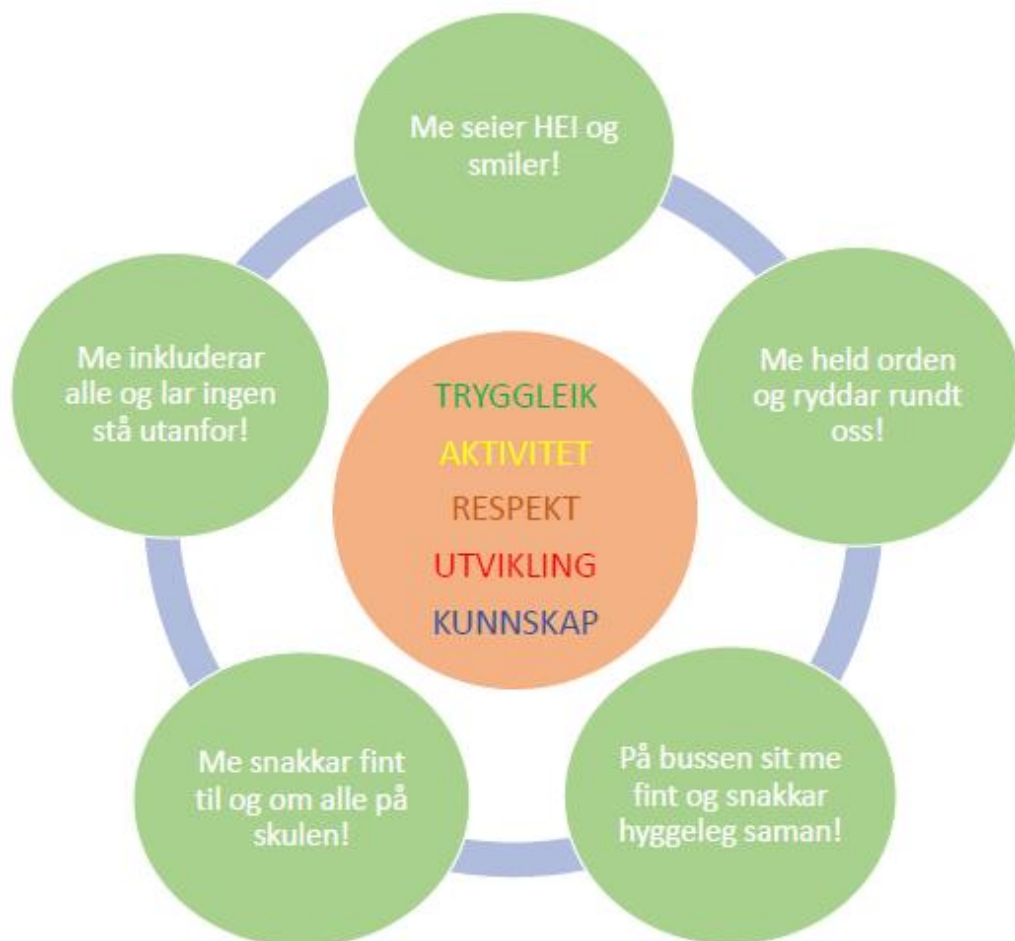 Me seier HEI og
smiler!
Me held orden
og ryddar rundt
oss!
På bussen sit me
fint og snakkar
hyggeleg saman!
Me snakkar fint
til og om alle på
skulen!
Me inkluderar
alle og lar ingen
stå utanfor!
TRYGGLEIK
AKTIVITET
RESPEKT
UTVIKLING
KUNNSKAP